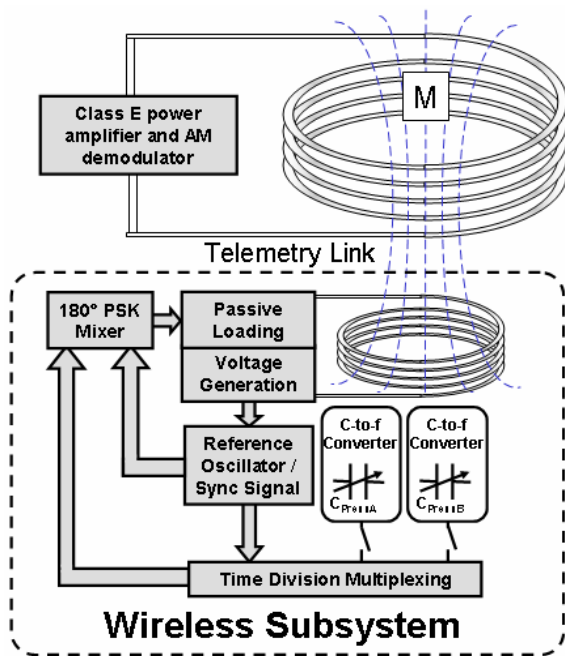 Class E power
amplifier and AM
demodulator
M
Telemetry Link
180° PSK
Mixer
Passive
Loading
Voltage
Generation
Reference
Oscillator /
Sync Signal
C-to-f
Converter
CPressA
C-to-f
Converter
CPressB
Time Division Multiplexing
Wireless Subsystem